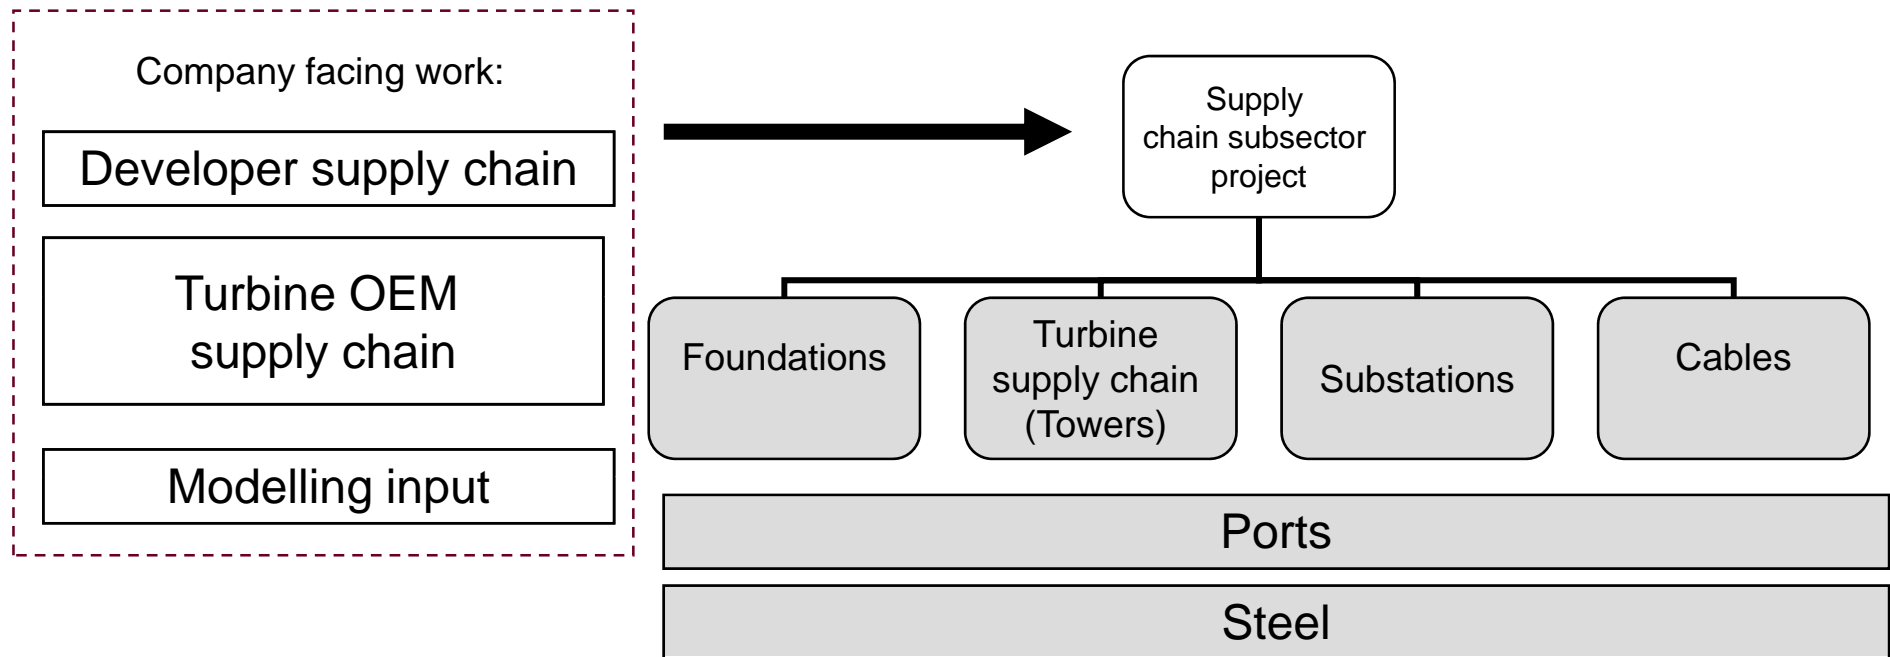 Company facing work:
Developer supply chain
Turbine OEM
supply chain
Modelling input
Supply
chain subsector
project
Foundations
Turbine
supply chain
(Towers)
Substations
Cables
Ports
Steel